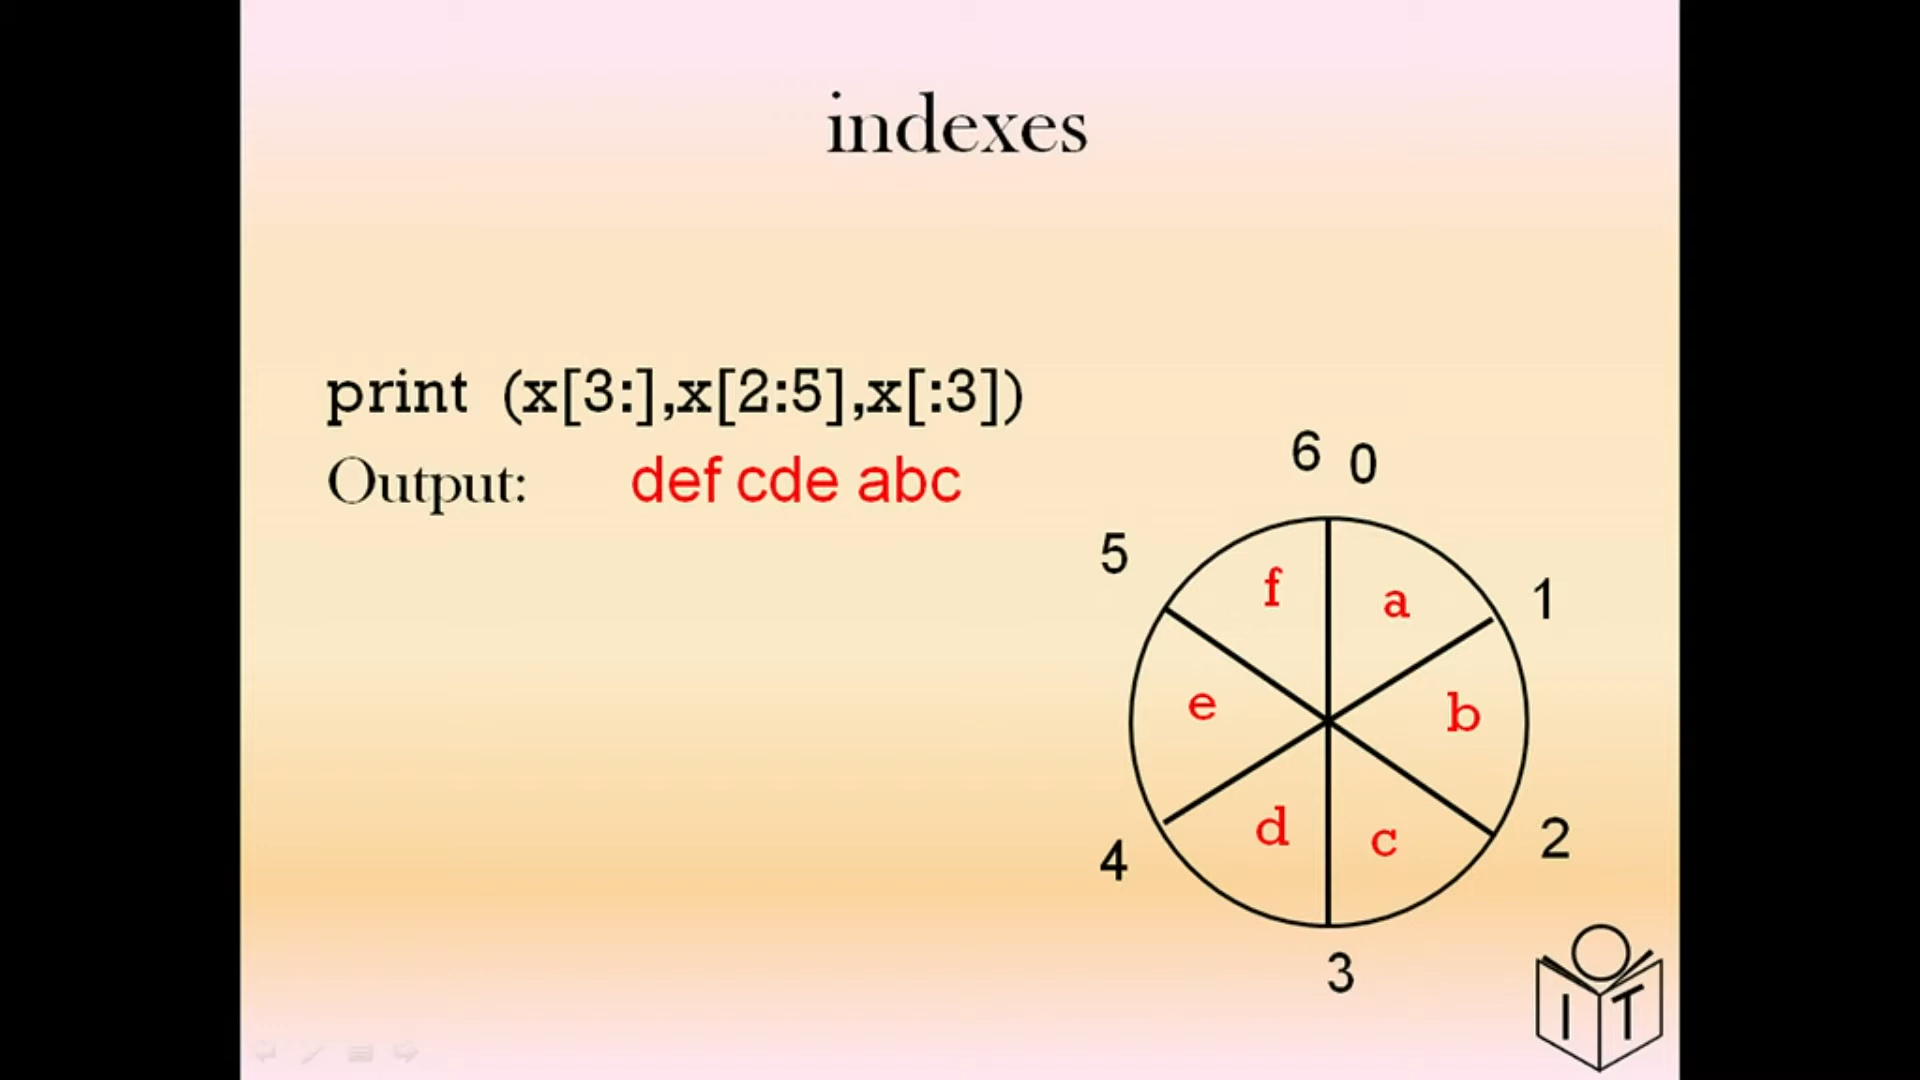 indexes
print (x[3:],x[2:5],x[:3])
Output: def cde abc
6 0
5
1
f a
e b
d c
4
2
3
I T